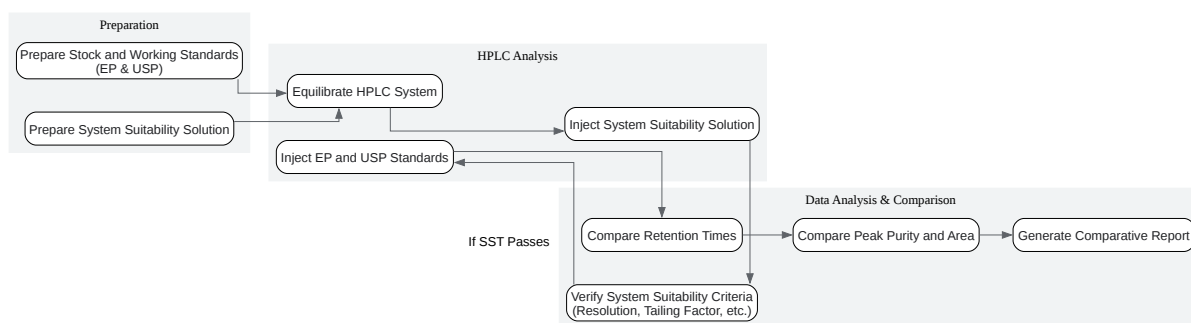 Preparation
Prepare Stock and Working Standards
(EP & USP)
Prepare System Suitability Solution
HPLC Analysis
Equilibrate HPLC System
Inject System Suitability Solution
Inject EP and USP Standards
Data Analysis & Comparison
If SST Passes
Compare Retention Times
Compare Peak Purity and Area
Generate Comparative Report
Verify System Suitability Criteria
(Resolution, Tailing Factor, etc.)